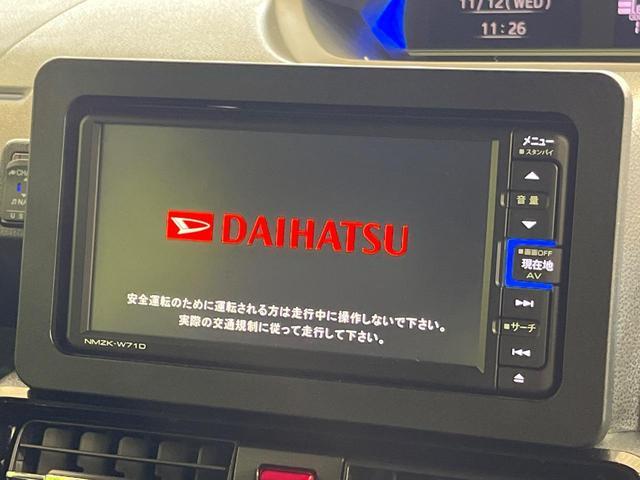 11/12(WED)
11:26
メニュー
スタンバイ
音量
画面OFF
現在地
AV
サーチ
DAIHATSU
安全運転のために運転される方は走行中に操作しないで下さい。
実際の交通規制に従って走行して下さい。
NMZK-W71D